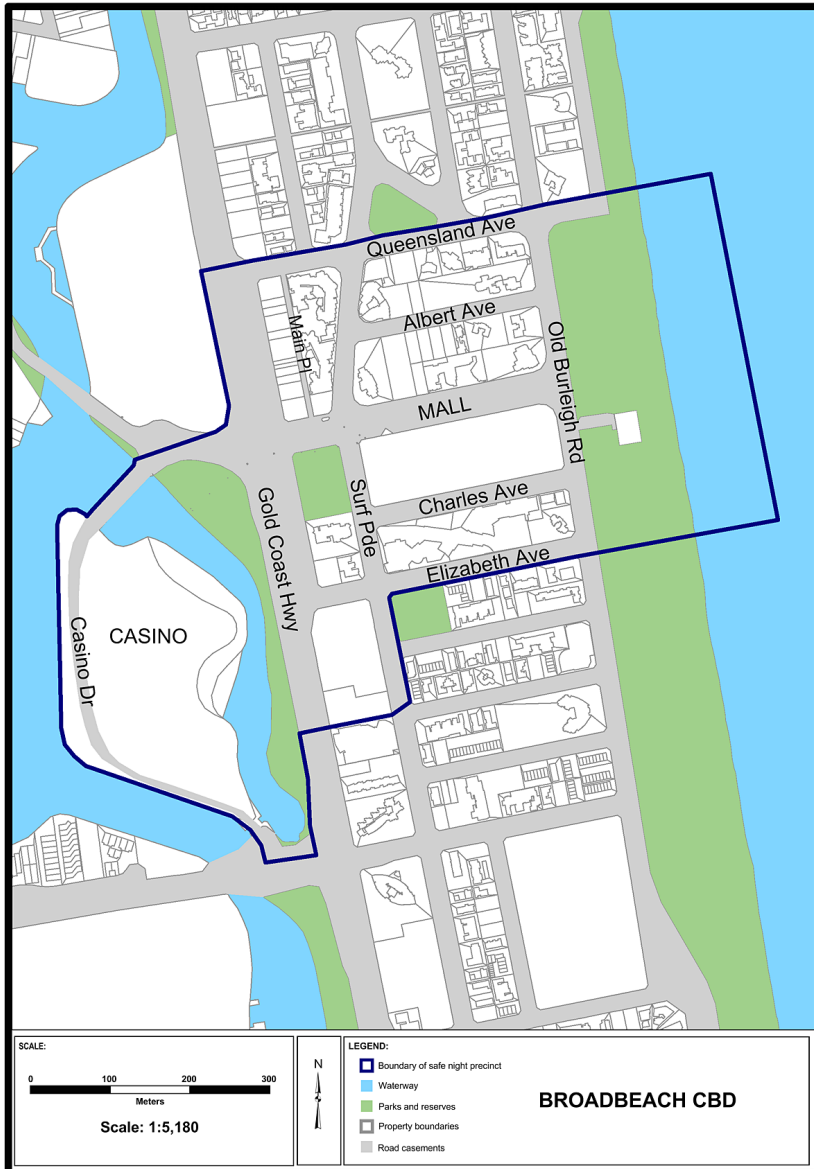 Queensland Ave
Albert Ave
Main Pl
Old Burleigh Rd
MALL
Charles Ave
Surf Pde
Gold Coast Hwy
Elizabeth Ave
CASINO
Casino Dr
SCALE:
0 100 200 300
Meters
Scale: 1:5,180
N
LEGEND:
Boundary of safe night precinct
Waterway
Parks and reserves
Property boundaries
Road casements
BROADBEACH CBD